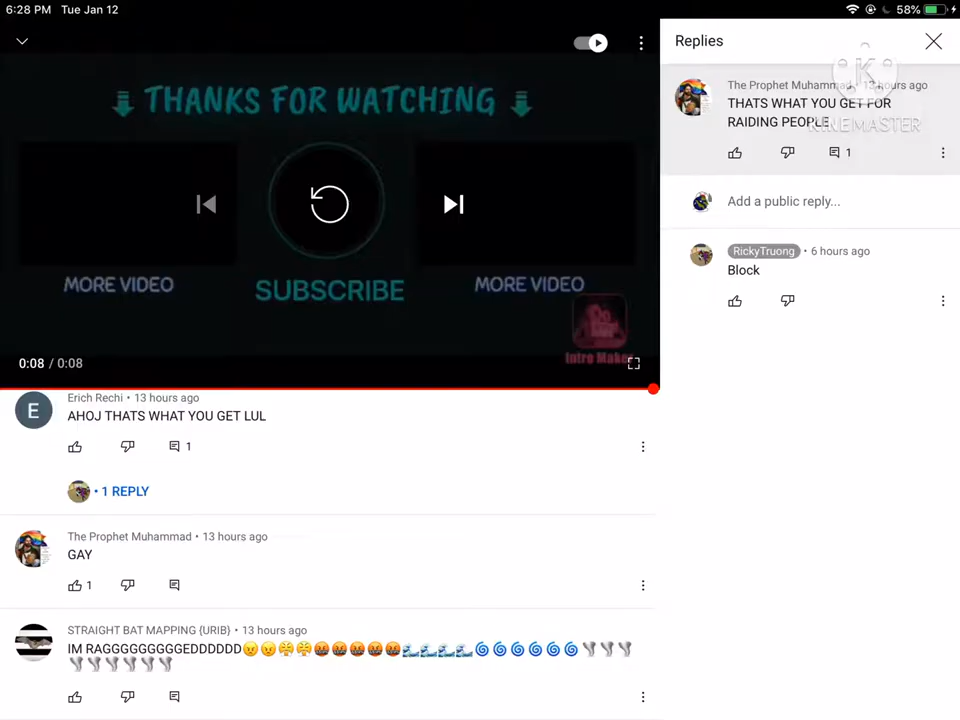 6:28 PM Tue Jan 12
58%
THANKS FOR WATCHING
MORE VIDEO
SUBSCRIBE
MORE VIDEO
Intro Maker
0:08 / 0:08
Erich Rechi • 13 hours ago
AHOJ THATS WHAT YOU GET LUL
1
• 1 REPLY
The Prophet Muhammad • 13 hours ago
GAY
1
STRAIGHT BAT MAPPING {URIB} • 13 hours ago
IM RAGGGGGGGGGEDDDDDD😠😠😤😤🤬🤬🤬🤬🤬🌊🌊🌊🌊🌀🌀🌀🌀🌀🌀🌪🌪🌪
🌪🌪🌪🌪🌪🌪
Replies
The Prophet Muhammad • 13 hours ago
THATS WHAT YOU GET FOR
RAIDING PEOPLE
K
KINEMASTER
1
Add a public reply...
RickyTruong • 6 hours ago
Block
E